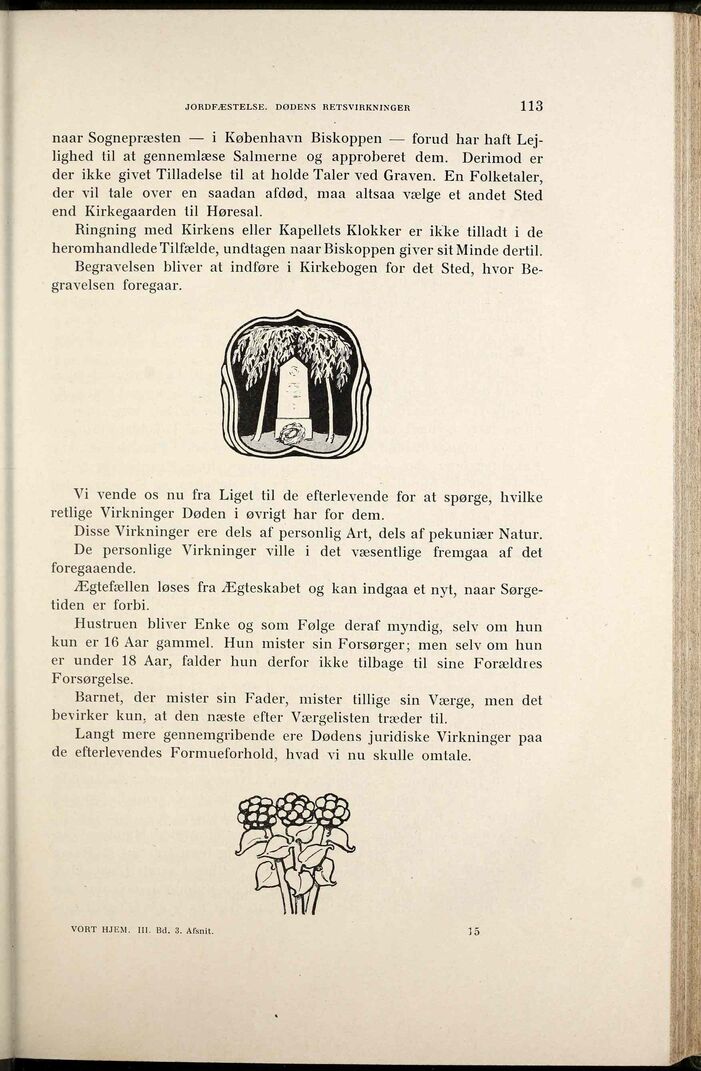 JORDFÆSTELSE. DØDENS RETSVIRKNINGER 113
naar Sognepræsten — i København Biskoppen — forud har haft Lej-
lighed til at gennemlæse Salmerne og approberet dem. Derimod er
der ikke givet Tilladelse til at holde Taler ved Graven. En Folketaler,
der vil tale over en saadan afdød, maa altsaa vælge et andet Sted
end Kirkegaarden til Høresal.
Ringning med Kirkens eller Kapellets Klokker er ikke tilladt i de
heromhandlede Tilfælde, undtagen naar Biskoppen giver sit Minde dertil.
Begravelsen bliver at indføre i Kirkebogen for det Sted, hvor Be-
gravelsen foregaar.
Vi vende os nu fra Liget til de efterlevende for at spørge, hvilke
retlige Virkninger Døden i øvrigt har for dem.
Disse Virkninger ere dels af personlig Art, dels af pekuniær Natur.
De personlige Virkninger ville i det væsentlige fremgaa af det
foregaaende.
Ægtefællen løses fra Ægteskabet og kan indgaa et nyt, naar Sørge-
tiden er forbi.
Hustruen bliver Enke og som Følge deraf myndig, selv om hun
kun er 16 Aar gammel. Hun mister sin Forsørger; men selv om hun
er under 18 Aar, falder hun derfor ikke tilbage til sine Forældres
Forsørgelse.
Barnet, der mister sin Fader, mister tillige sin Værge, men det
bevirker kun, at den næste efter Værgelisten træder til.
Langt mere gennemgribende ere Dødens juridiske Virkninger paa
de efterlevendes Formueforhold, hvad vi nu skulle omtale.
VORT HJEM. III. Bd. 3. Afsnit. 15